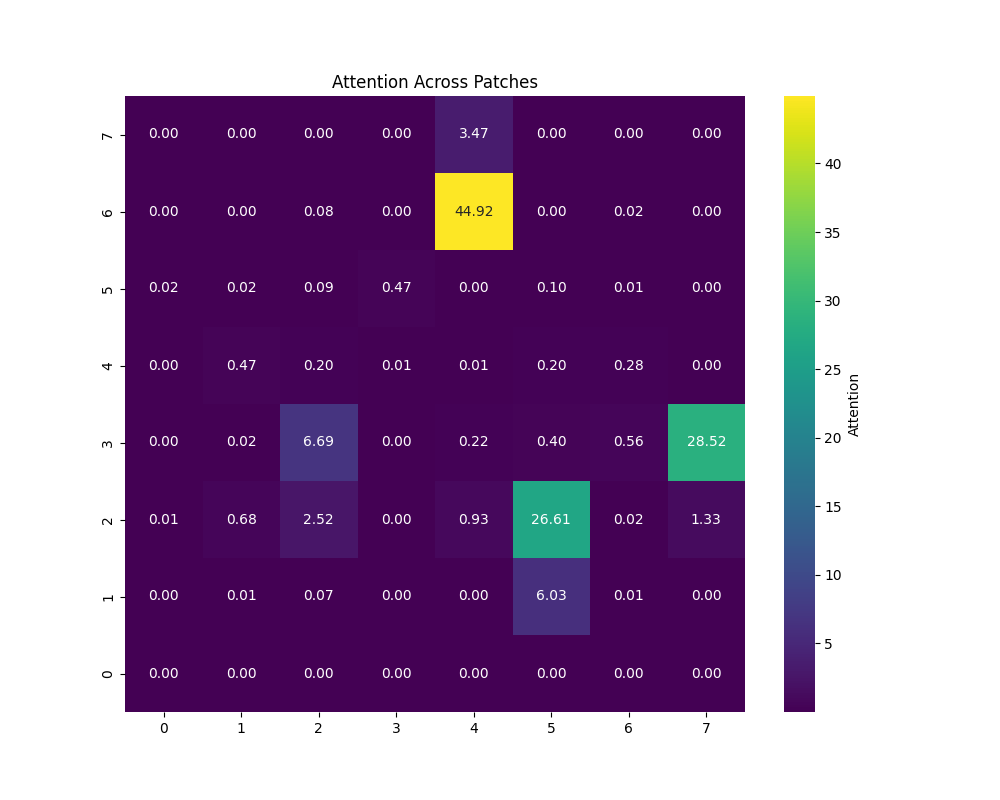 Attention Across Patches
7 0.00 0.00 0.00 0.00 3.47 0.00 0.00 0.00
6 0.00 0.00 0.08 0.00 44.92 0.00 0.02 0.00
5 0.02 0.02 0.09 0.47 0.00 0.10 0.01 0.00
4 0.00 0.47 0.20 0.01 0.01 0.20 0.28 0.00
3 0.00 0.02 6.69 0.00 0.22 0.40 0.56 28.52
2 0.01 0.68 2.52 0.00 0.93 26.61 0.02 1.33
1 0.00 0.01 0.07 0.00 0.00 6.03 0.01 0.00
0 0.00 0.00 0.00 0.00 0.00 0.00 0.00 0.00
0 1 2 3 4 5 6 7
40
35
30
25
20
15
10
5
Attention